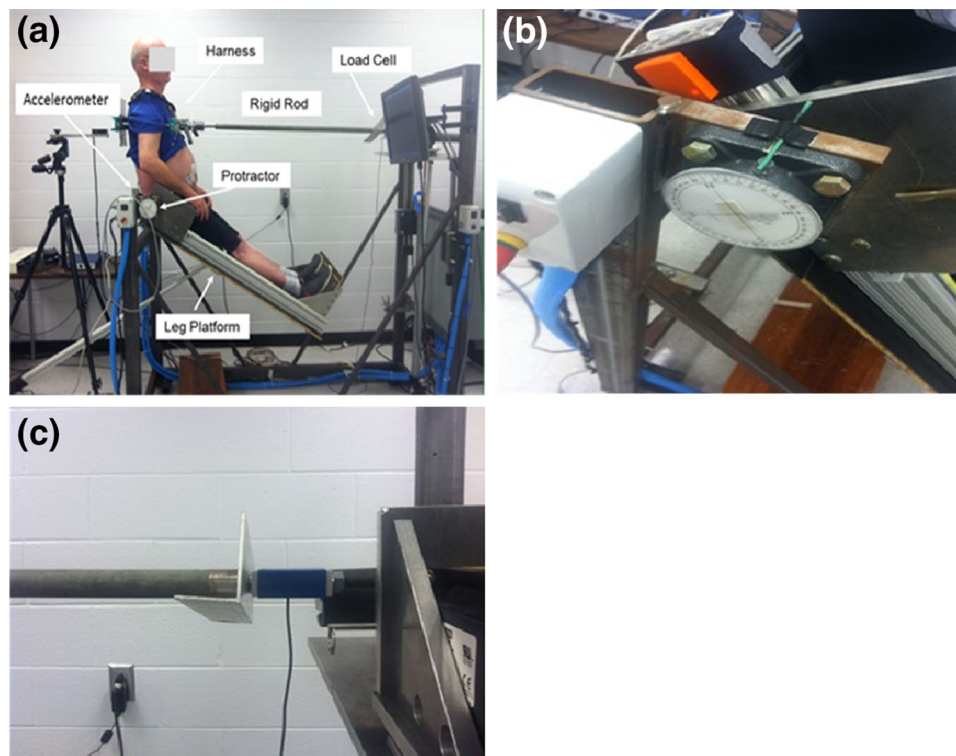 (a)
Harness
Load Cell
Accelerometer
Rigid Rod
Protractor
Leg Platform
(b)
(c)